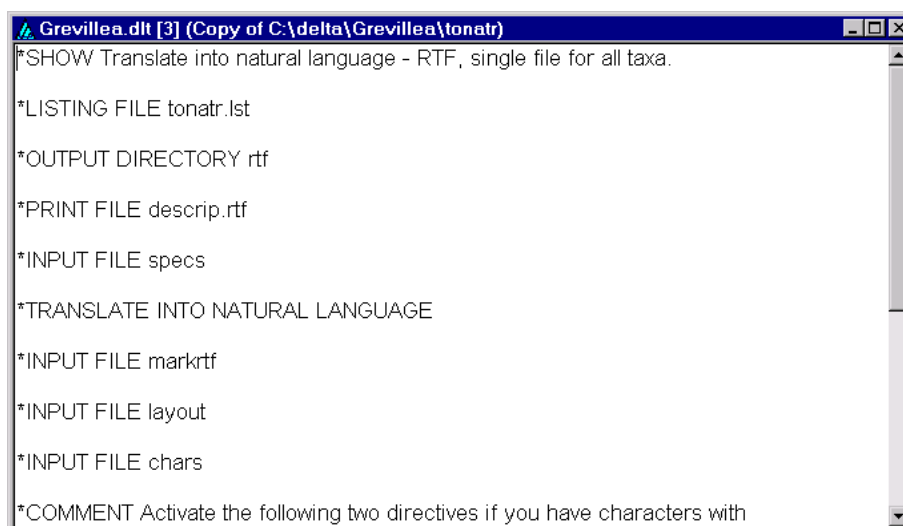 Grevillea.dlt [3] (Copy of C:\delta\Grevillea\tonatr)
*SHOW Translate into natural language - RTF, single file for all taxa.
*LISTING FILE tonatr.lst
*OUTPUT DIRECTORY rtf
*PRINT FILE descrip.rtf
*INPUT FILE specs
*TRANSLATE INTO NATURAL LANGUAGE
*INPUT FILE markrtf
*INPUT FILE layout
*INPUT FILE chars
*COMMENT Activate the following two directives if you have characters with